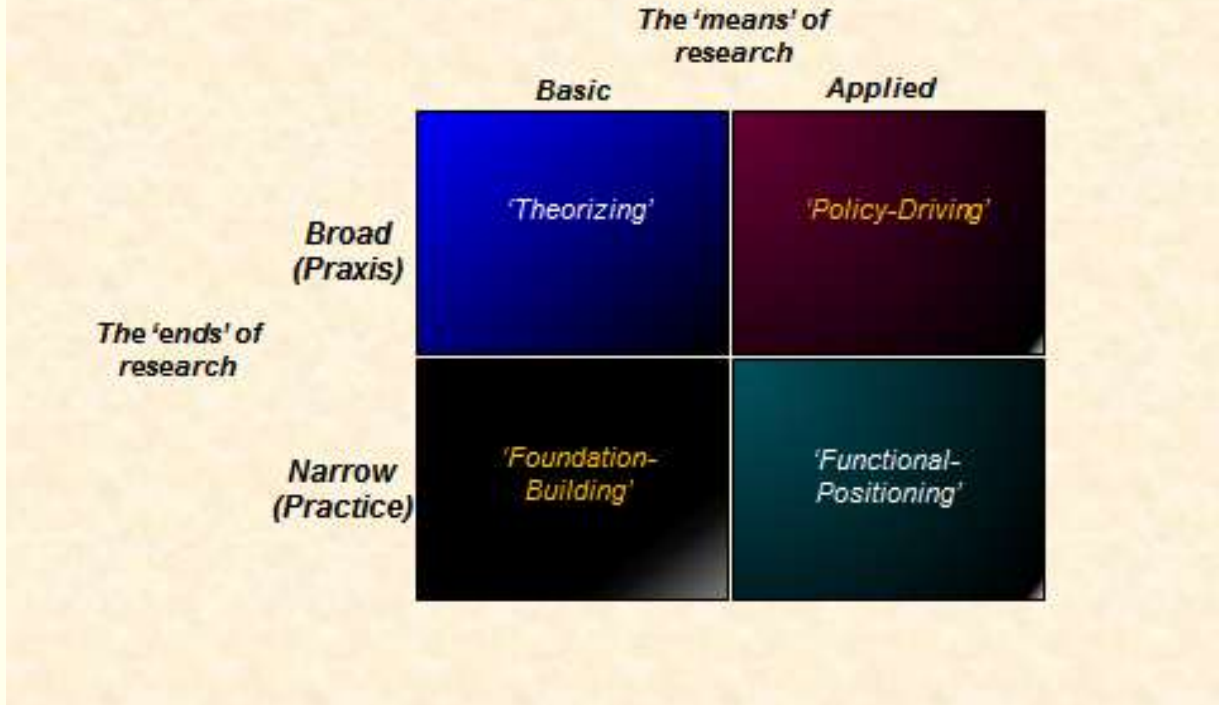 The ‘means’ of
research
Basic
Applied
‘Theorizing’
‘Policy-Driving’
Broad
(Praxis)
The ‘ends’ of
research
‘Foundation-
Building’
‘Functional-
Positioning’
Narrow
(Practice)